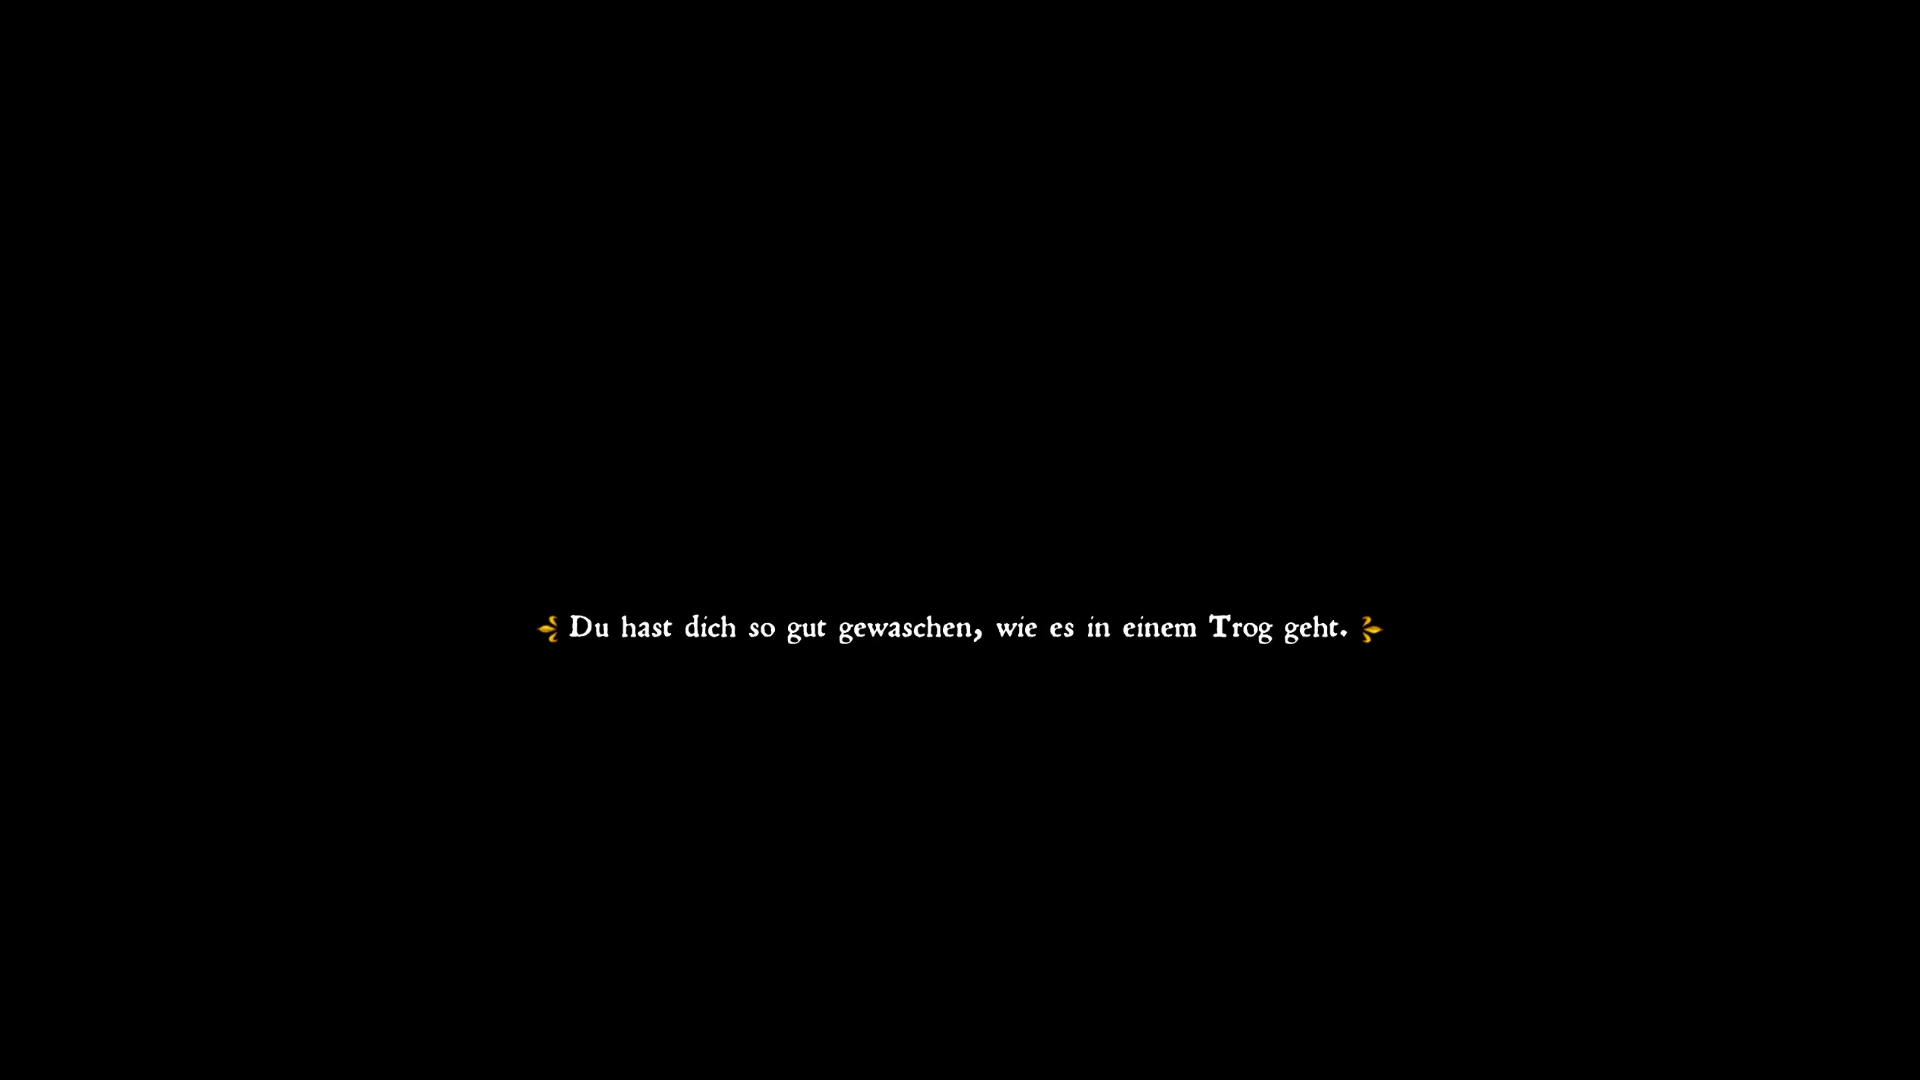 Du hast dich so gut gewaschen, wie es in einem Trog geht.